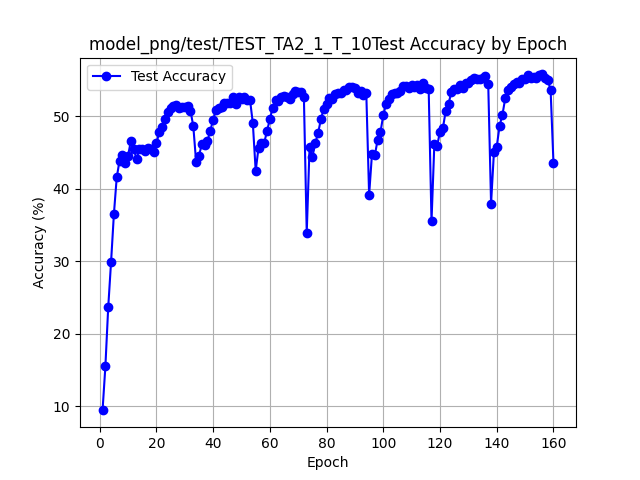 model_png/test/TEST_TA2_1_T_10Test Accuracy by Epoch
Test Accuracy
50
40
30
20
10
Accuracy (%)
0 20 40 60 80 100 120 140 160
Epoch